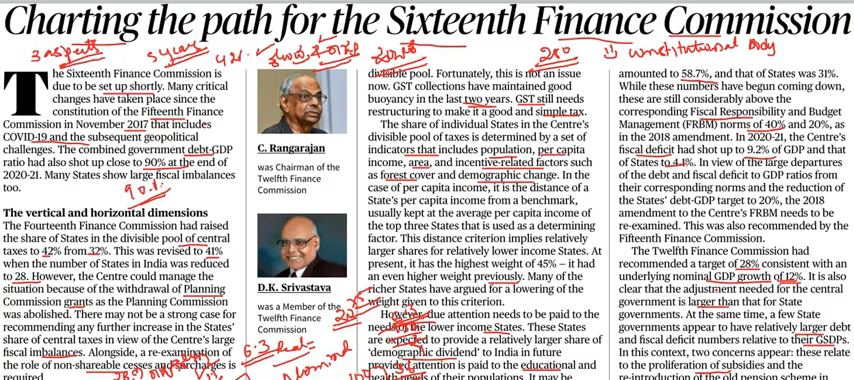 Charting the path for the Sixteenth Finance Commission
3 aspects
5 year
42%
280
constitutional body
The Sixteenth Finance Commission is
due to be set up shortly. Many critical
changes have taken place since the
constitution of the Fifteenth Finance
Commission in November 2017 that includes
COVID-19 and the subsequent geopolitical
challenges. The combined government debt-GDP
ratio had also shot up close to 90% at the end of
2020-21. Many States show large fiscal imbalances
too.
90%
The vertical and horizontal dimensions
The Fourteenth Finance Commission had raised
the share of States in the divisible pool of central
taxes to 42% from 32%. This was revised to 41%
when the number of States in India was reduced
to 28. However, the Centre could manage the
situation because of the withdrawal of Planning
Commission grants as the Planning Commission
was abolished. There may not be a strong case for
recommending any further increase in the States'
share of central taxes in view of the Centre's large
fiscal imbalances. Alongside, a re-examination of
the role of non-shareable cesses and surcharges is
required.
C. Rangarajan
was Chairman of the
Twelfth Finance
Commission
D.K. Srivastava
was a Member of the
Twelfth Finance
Commission
6.3 Real
divisible pool. Fortunately, this is not an issue
now. GST collections have maintained good
buoyancy in the last two years. GST still needs
restructuring to make it a good and simple tax.
The share of individual States in the Centre's
divisible pool of taxes is determined by a set of
indicators that includes population, per capita
income, area, and incentive-related factors such
as forest cover and demographic change. In the
case of per capita income, it is the distance of a
State's per capita income from a benchmark,
usually kept at the average per capita income of
the top three States that is used as a determining
factor. This distance criterion implies relatively
larger shares for relatively lower income States. At
present, it has the highest weight of 45% – it had
an even higher weight previously. Many of the
richer States have argued for a lowering of the
weight given to this criterion.
However, due attention needs to be paid to the
needs of the lower income States. These States
are expected to provide a relatively larger share of
'demographic dividend' to India in future
provided attention is paid to the educational and
health needs of their populations. It may be
amounted to 58.7%, and that of States was 31%.
While these numbers have begun coming down,
these are still considerably above the
corresponding Fiscal Responsibility and Budget
Management (FRBM) norms of 40% and 20%, as
in the 2018 amendment. In 2020-21, the Centre's
fiscal deficit had shot up to 9.2% of GDP and that
of States to 4.1%. In view of the large departures
of the debt and fiscal deficit to GDP ratios from
their corresponding norms and the reduction of
the States' debt-GDP target to 20%, the 2018
amendment to the Centre's FRBM needs to be
re-examined. This was also recommended by the
Fifteenth Finance Commission.
The Twelfth Finance Commission had
recommended a target of 28% consistent with an
underlying nominal GDP growth of 12%. It is also
clear that the adjustment needed for the central
government is larger than that for State
governments. At the same time, a few State
governments appear to have relatively larger debt
and fiscal deficit numbers relative to their GSDPs.
In this context, two concerns appear: these relate
to the proliferation of subsidies and the
re-introduction of the old pension scheme in